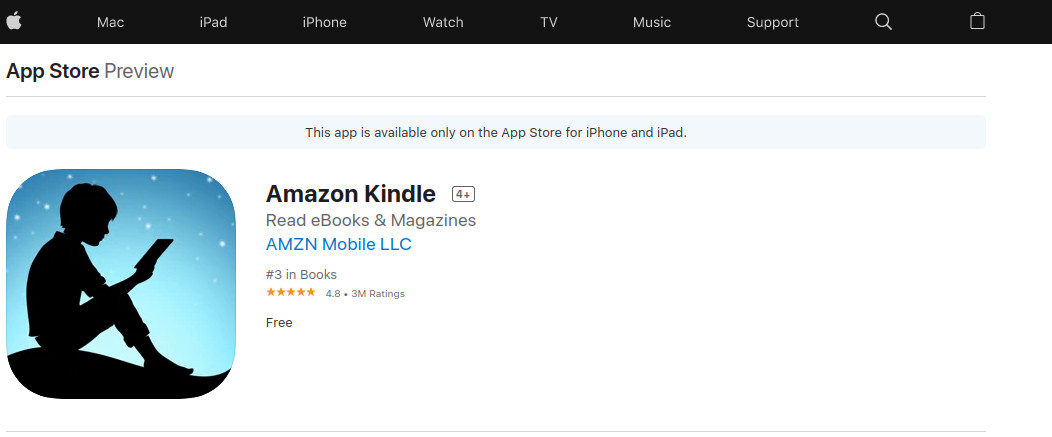 Mac iPad iPhone Watch TV Music Support
App Store Preview
This app is available only on the App Store for iPhone and iPad.
Amazon Kindle 4+
Read eBooks & Magazines
AMZN Mobile LLC
#3 in Books
4.8 • 3M Ratings
Free